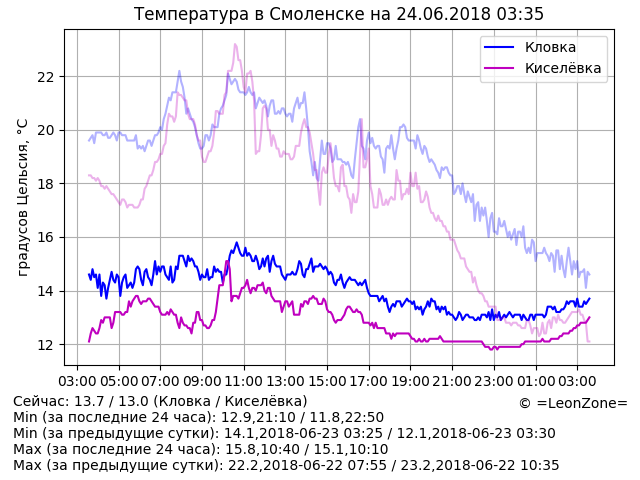 Температура в Смоленске на 24.06.2018 03:35
Кловка
Киселёвка
градусов Цельсия, °C
22
20
18
16
14
12
03:00 05:00 07:00 09:00 11:00 13:00 15:00 17:00 19:00 21:00 23:00 01:00 03:00
Сейчас: 13.7 / 13.0 (Кловка / Киселёвка)
© =LeonZone=
Min (за последние 24 часа): 12.9,21:10 / 11.8,22:50
Min (за предыдущие сутки): 14.1,2018-06-23 03:25 / 12.1,2018-06-23 03:30
Max (за последние 24 часа): 15.8,10:40 / 15.1,10:10
Max (за предыдущие сутки): 22.2,2018-06-22 07:55 / 23.2,2018-06-22 10:35